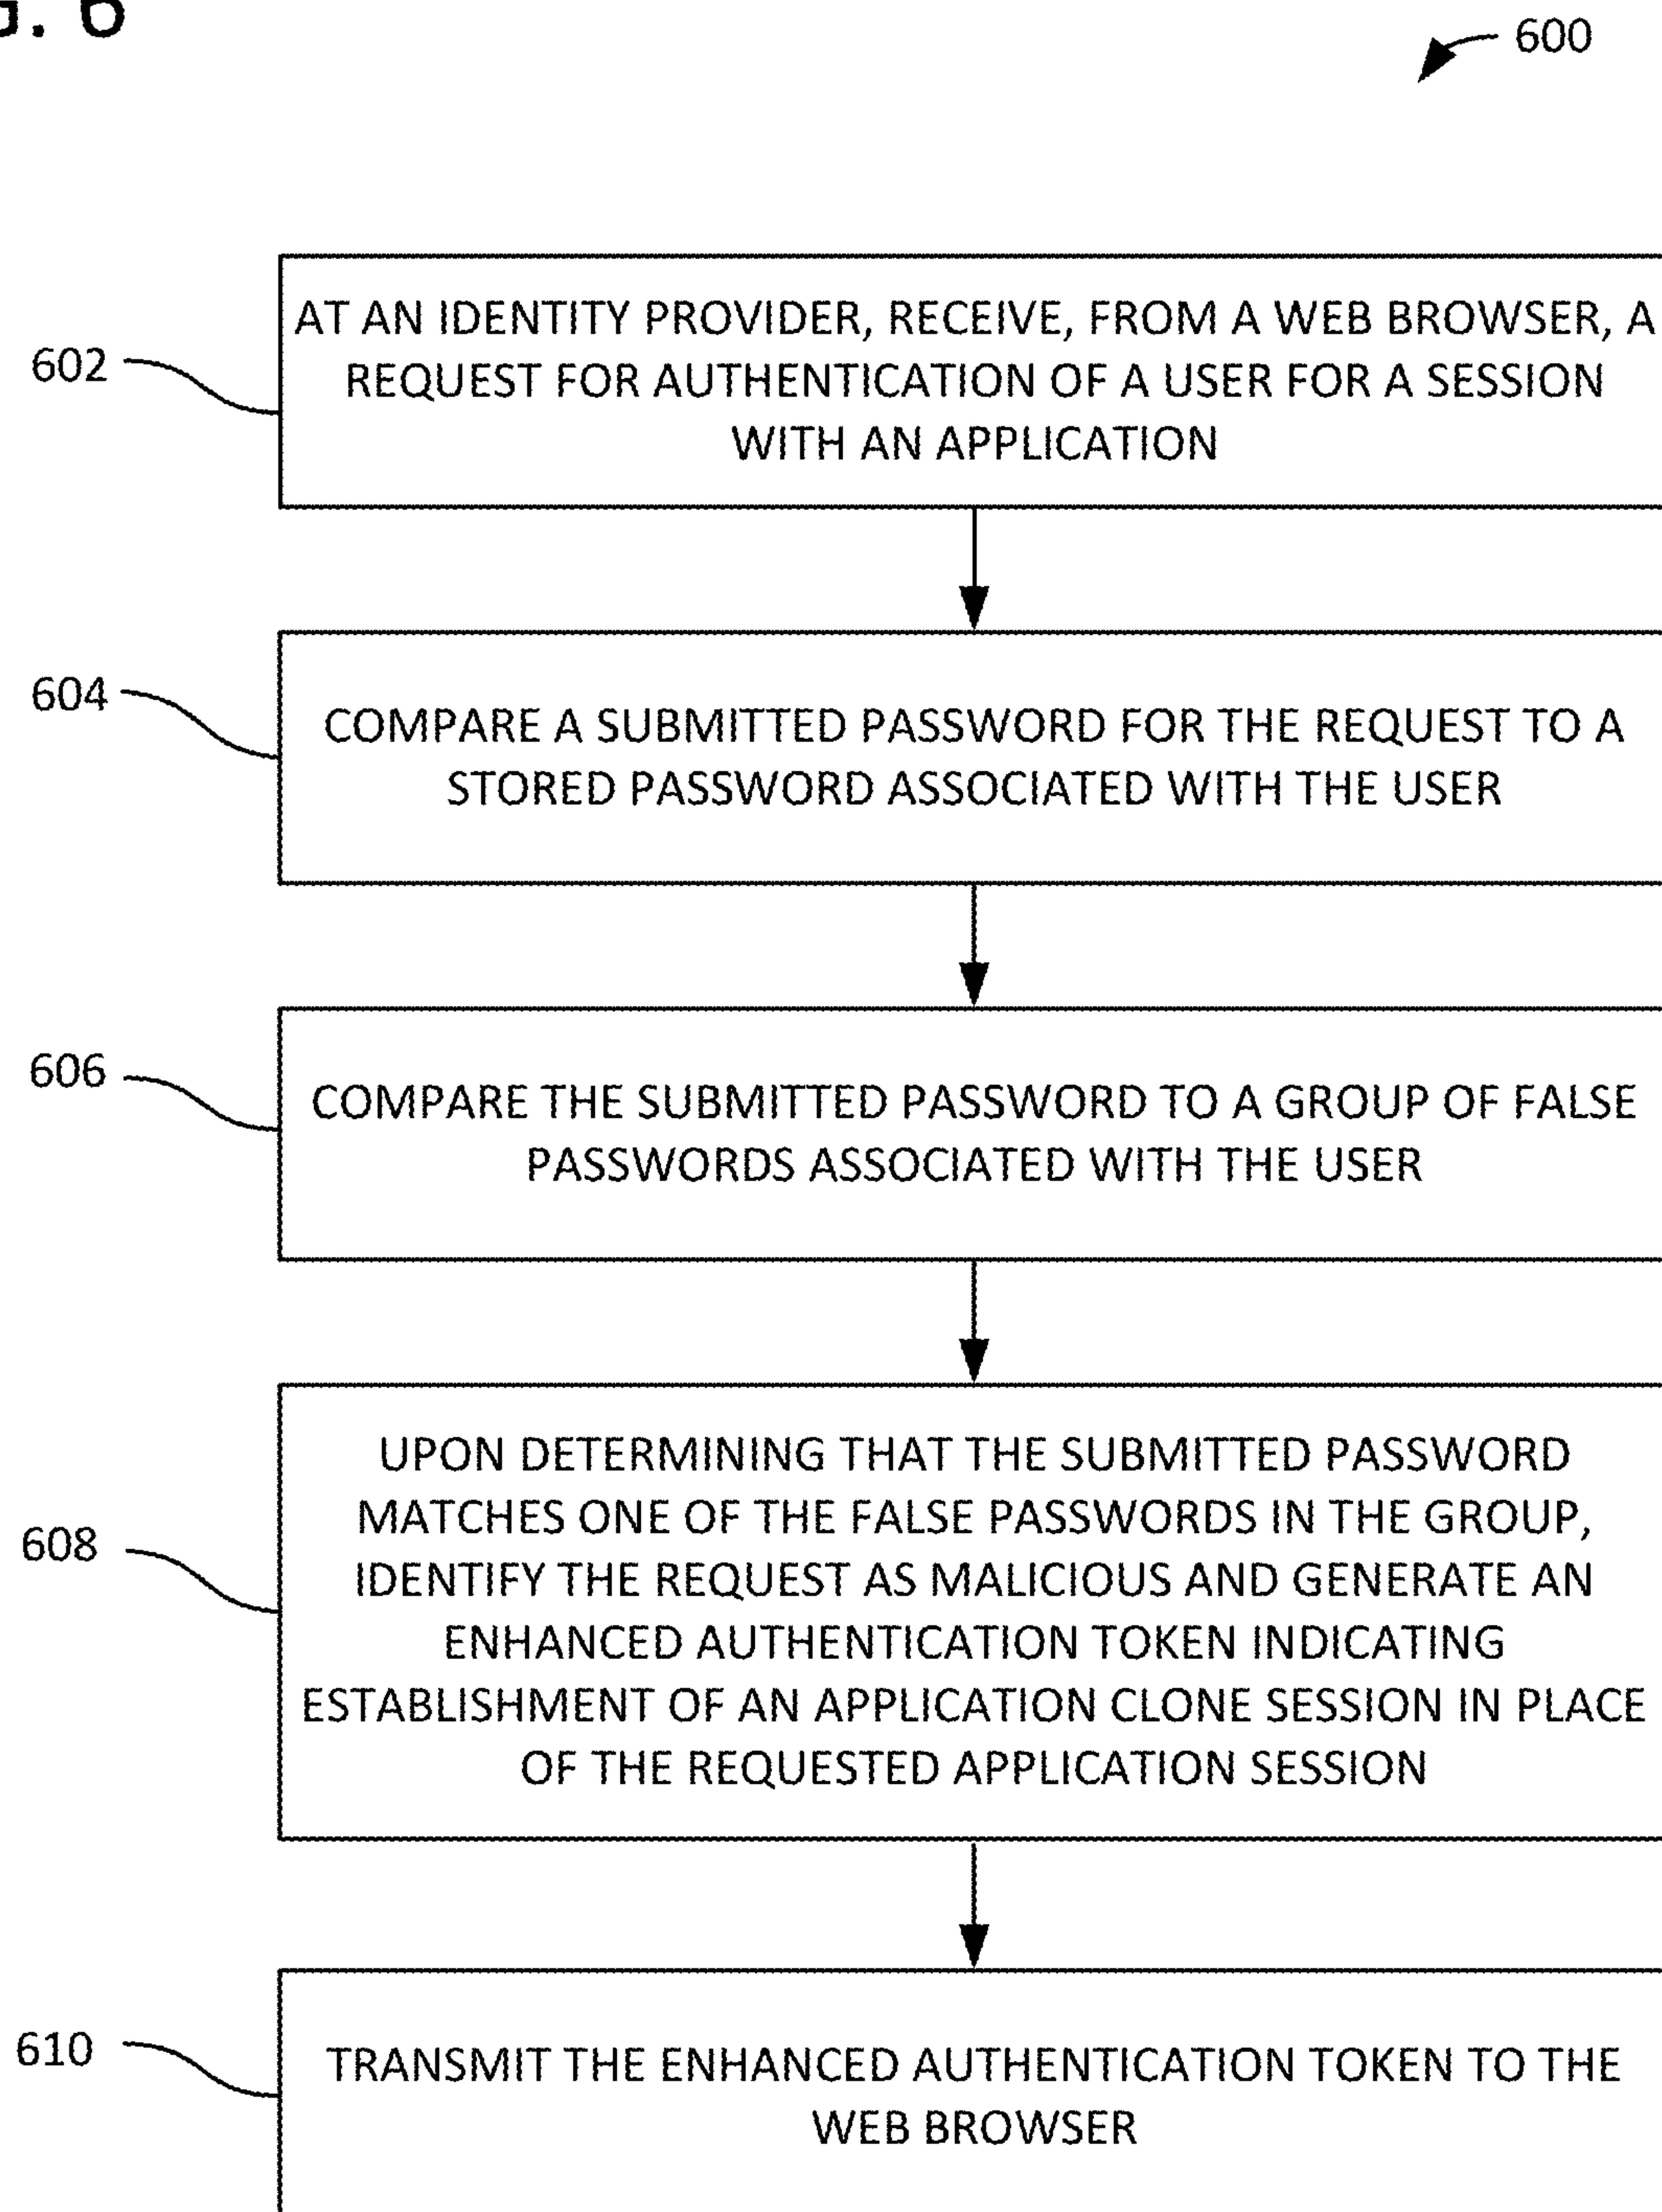 G. 6
600
602
AT AN IDENTITY PROVIDER, RECEIVE, FROM A WEB BROWSER, A
REQUEST FOR AUTHENTICATION OF A USER FOR A SESSION
WITH AN APPLICATION
604
COMPARE A SUBMITTED PASSWORD FOR THE REQUEST TO A
STORED PASSWORD ASSOCIATED WITH THE USER
606
COMPARE THE SUBMITTED PASSWORD TO A GROUP OF FALSE
PASSWORDS ASSOCIATED WITH THE USER
608
UPON DETERMINING THAT THE SUBMITTED PASSWORD
MATCHES ONE OF THE FALSE PASSWORDS IN THE GROUP,
IDENTIFY THE REQUEST AS MALICIOUS AND GENERATE AN
ENHANCED AUTHENTICATION TOKEN INDICATING
ESTABLISHMENT OF AN APPLICATION CLONE SESSION IN PLACE
OF THE REQUESTED APPLICATION SESSION
610
TRANSMIT THE ENHANCED AUTHENTICATION TOKEN TO THE
WEB BROWSER